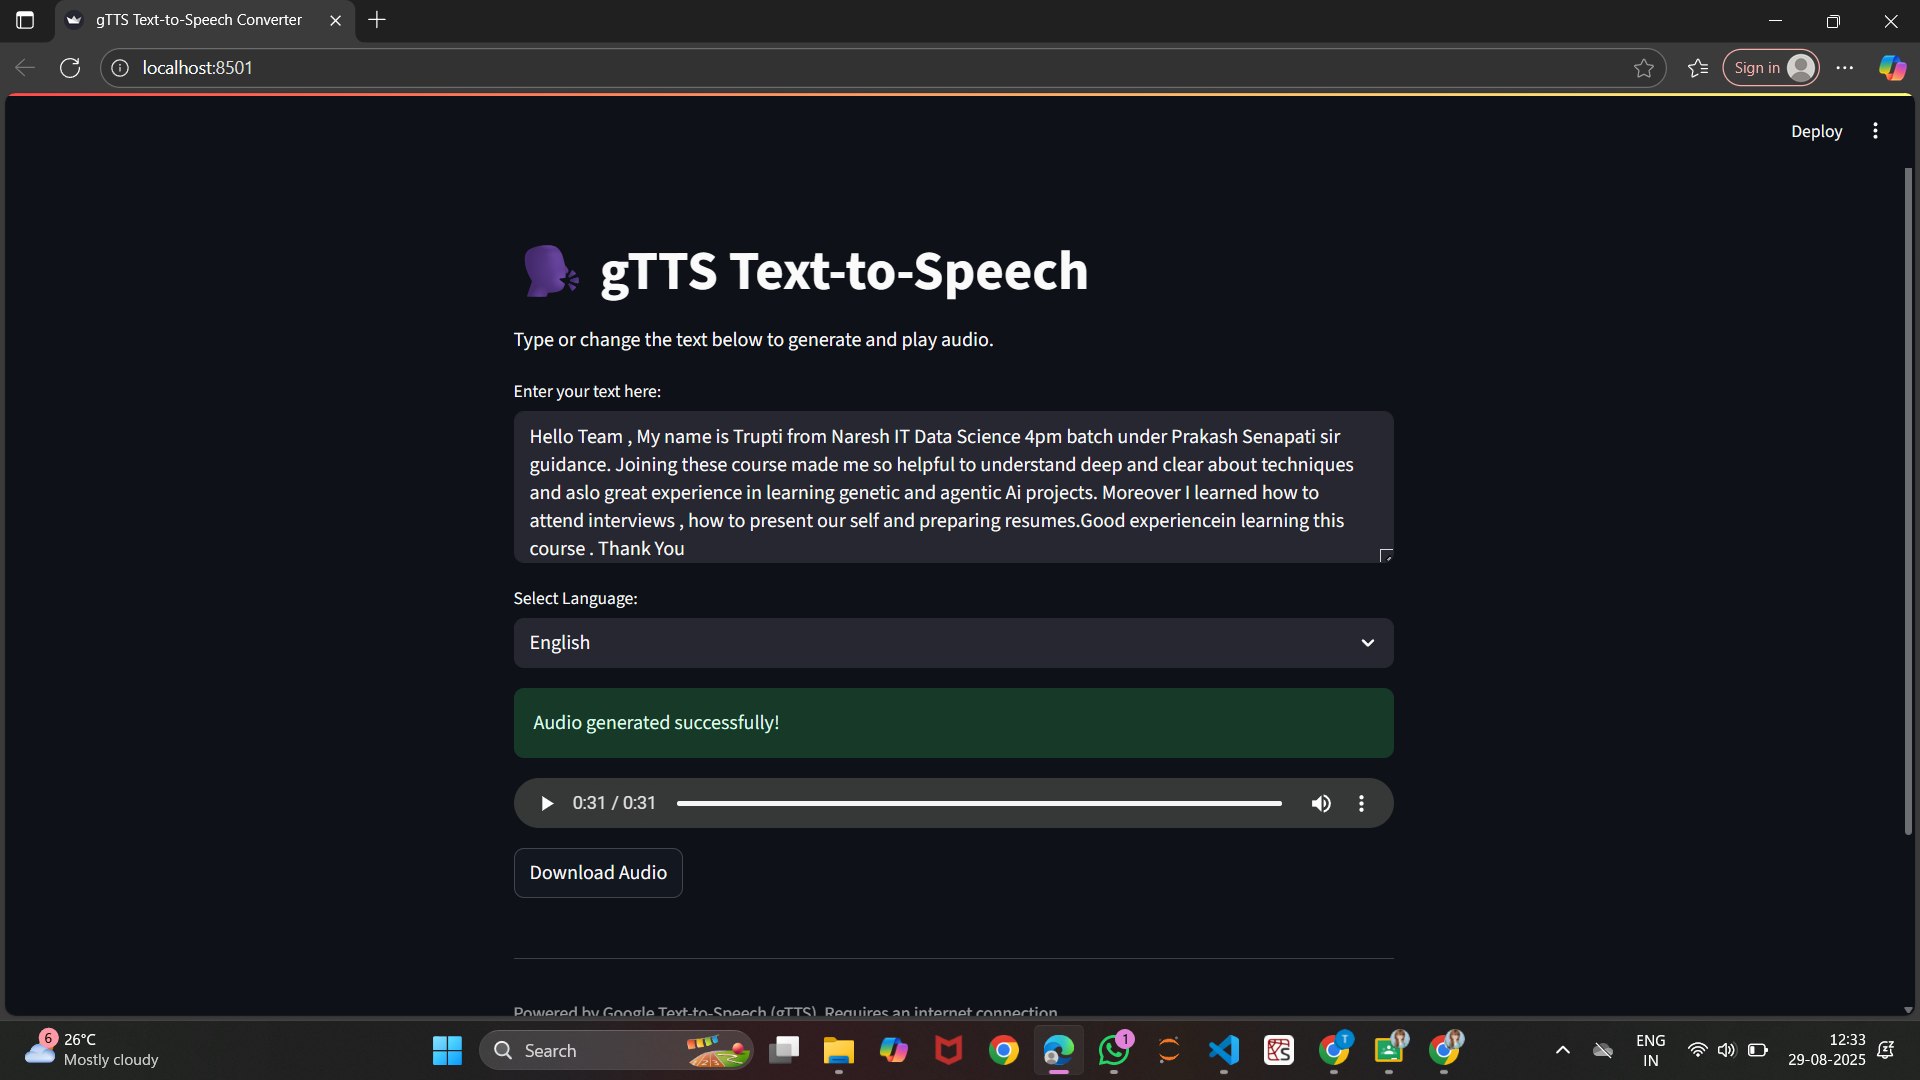 gTTS Text-to-Speech Converter
localhost:8501
Sign in
Deploy
gTTS Text-to-Speech
Type or change the text below to generate and play audio.
Enter your text here:
Hello Team , My name is Trupti from Naresh IT Data Science 4pm batch under Prakash Senapati sir
guidance. Joining these course made me so helpful to understand deep and clear about techniques
and aslo great experience in learning genetic and agentic Ai projects. Moreover I learned how to
attend interviews , how to present our self and preparing resumes.Good experiencein learning this
course . Thank You
Select Language:
English
Audio generated successfully!
0:31 / 0:31
Download Audio
Powered by Google Text-to-Speech (gTTS). Requires an internet connection.
6
26°C
Mostly cloudy
Search
1
T
ENG
IN
12:33
29-08-2025